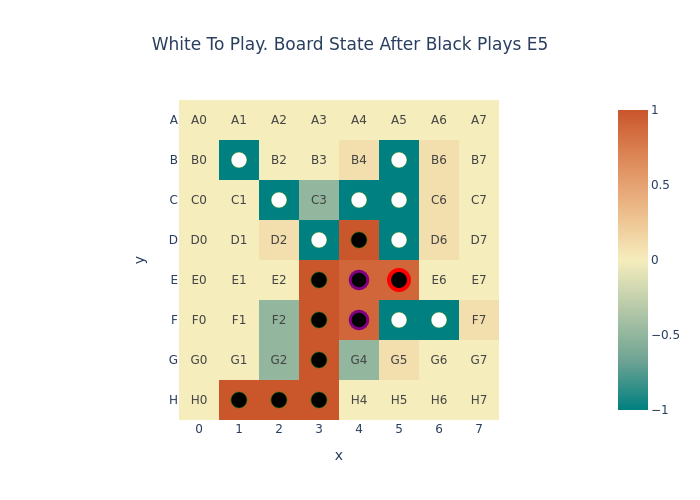 White To Play. Board State After Black Plays E5
A A0 A1 A2 A3 A4 A5 A6 A7
B B0 B2 B3 B4 B6 B7
C C0 C1 C3 C6 C7
D D0 D1 D2 D6 D7
E E0 E1 E2 E6 E7
F F0 F1 F2 F7
G G0 G1 G2 G4 G5 G6 G7
H H0 H4 H5 H6 H7
0 1 2 3 4 5 6 7
x
y
1
0.5
0
−0.5
−1